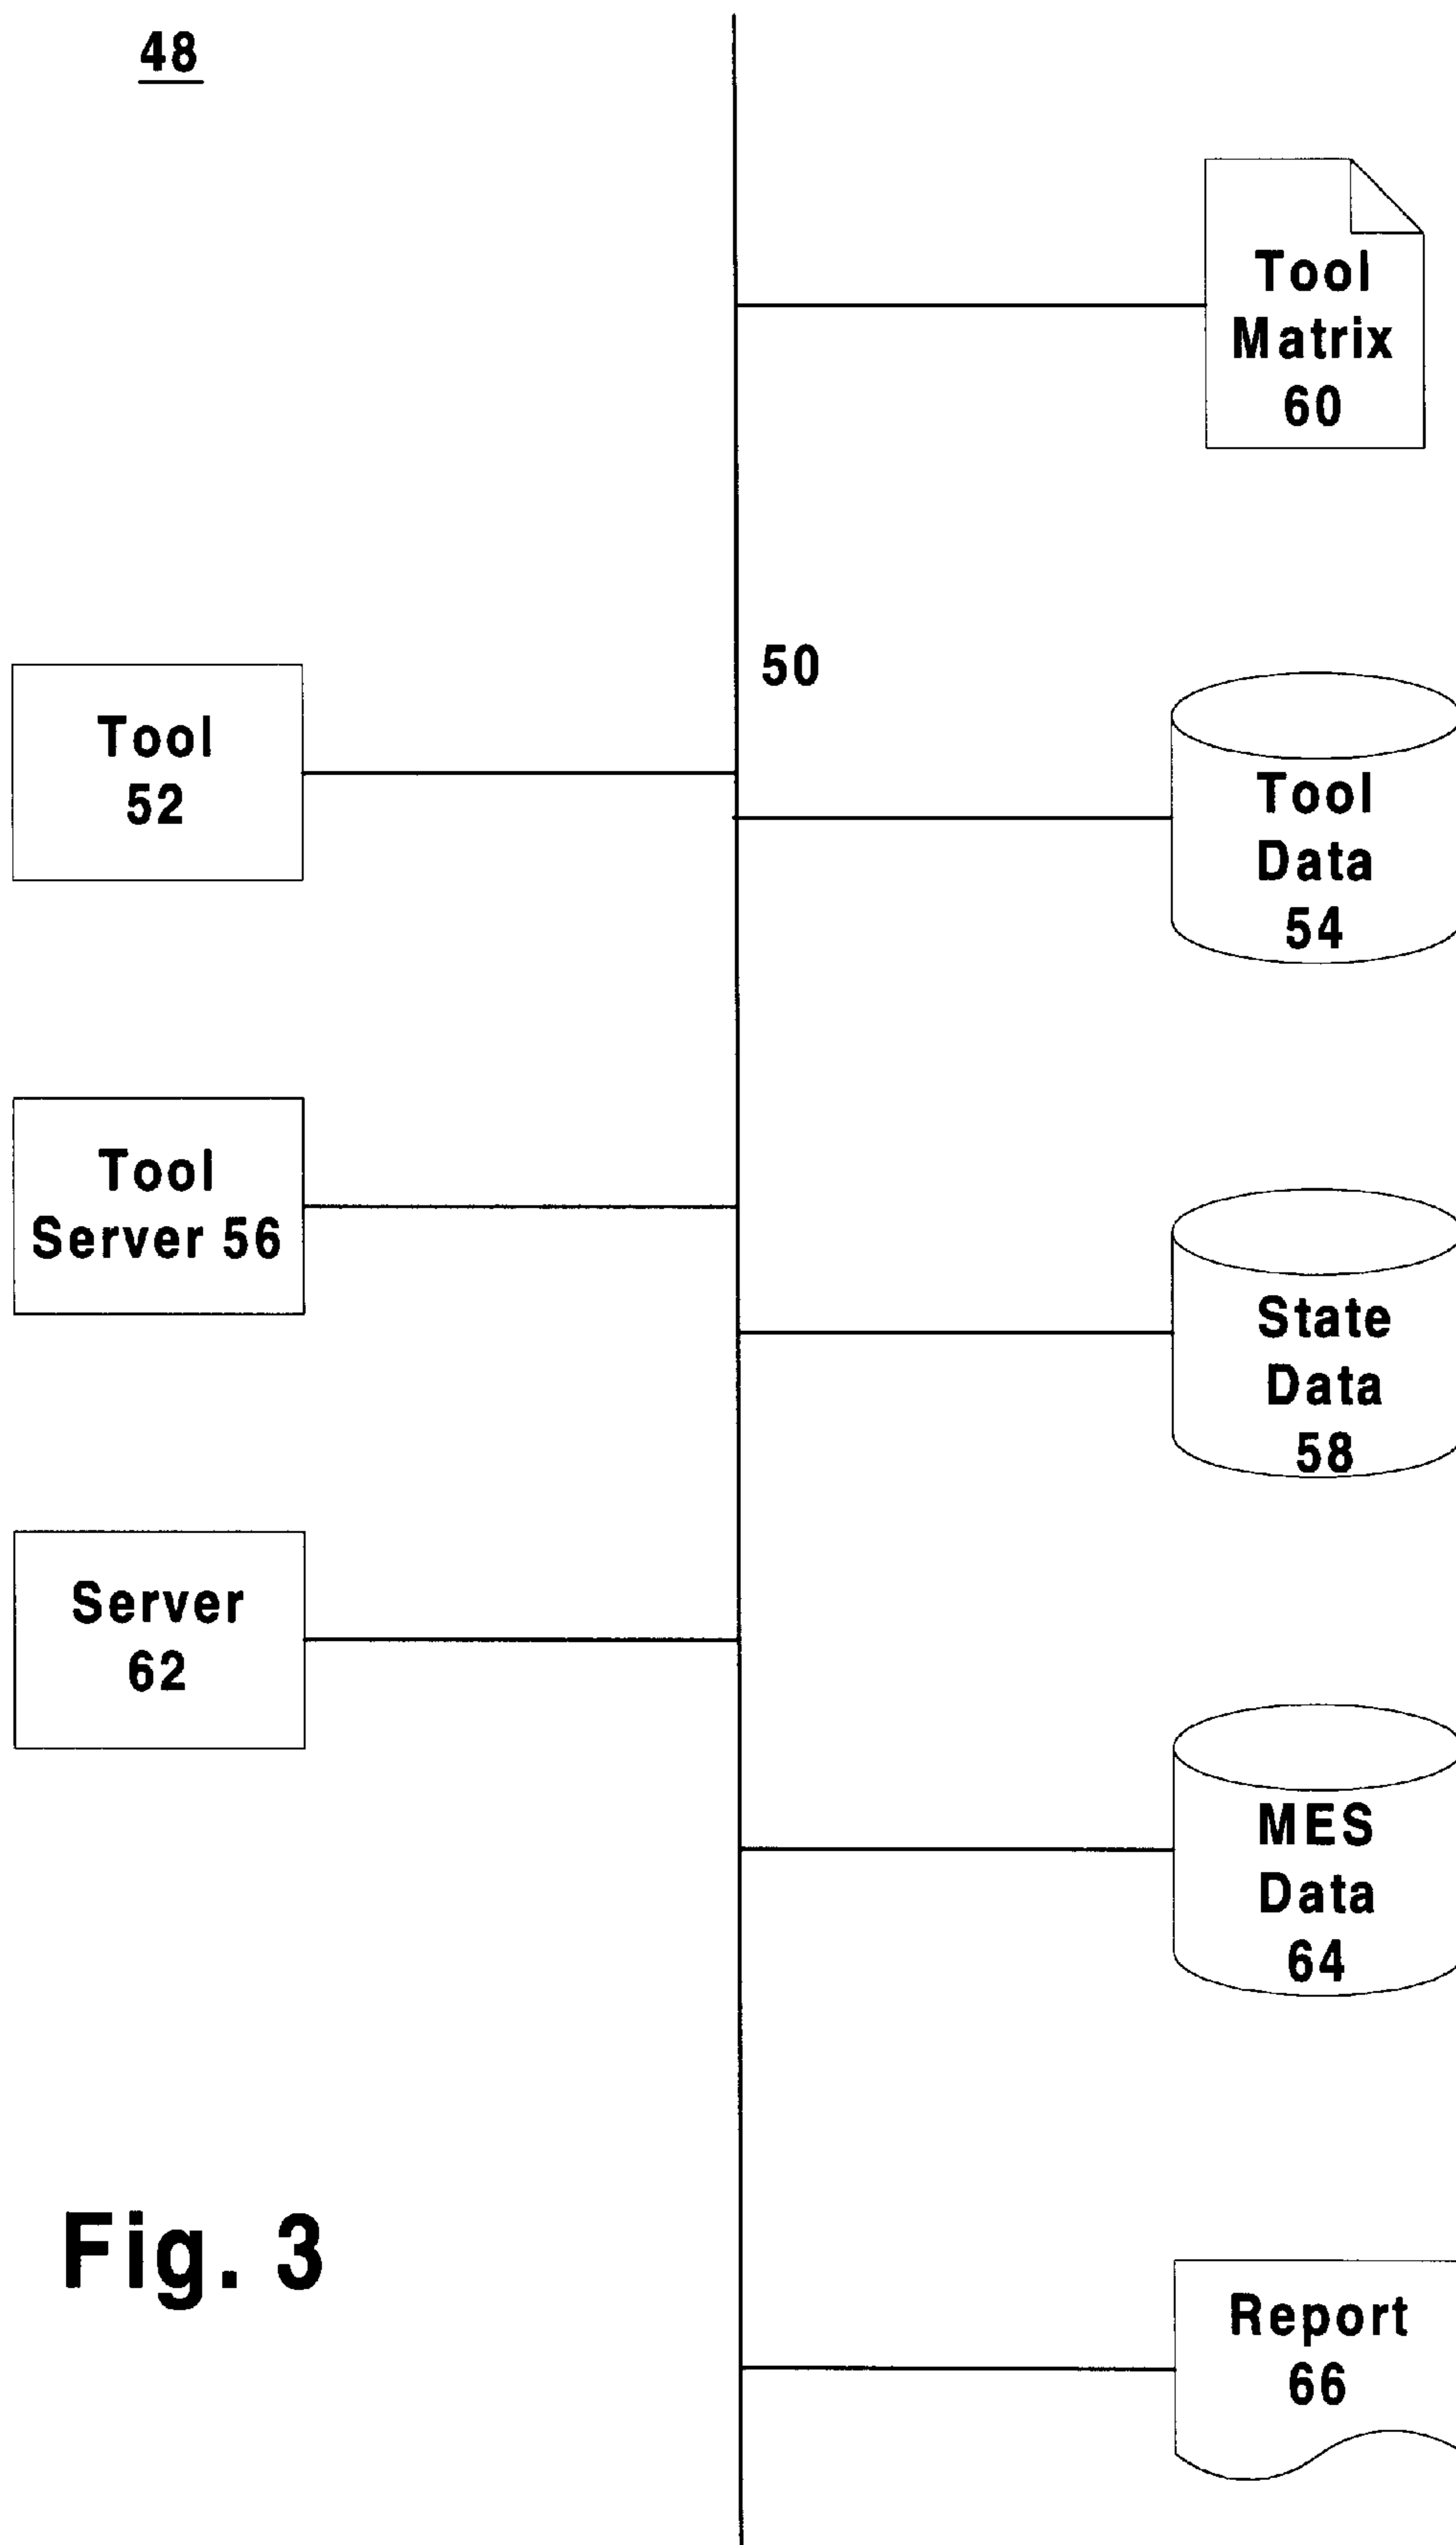 48
Tool
Matrix
60
50
Tool
52
Tool
Data
54
Tool
Server 56
State
Data
58
Server
62
MES
Data
64
Fig. 3
Report
66